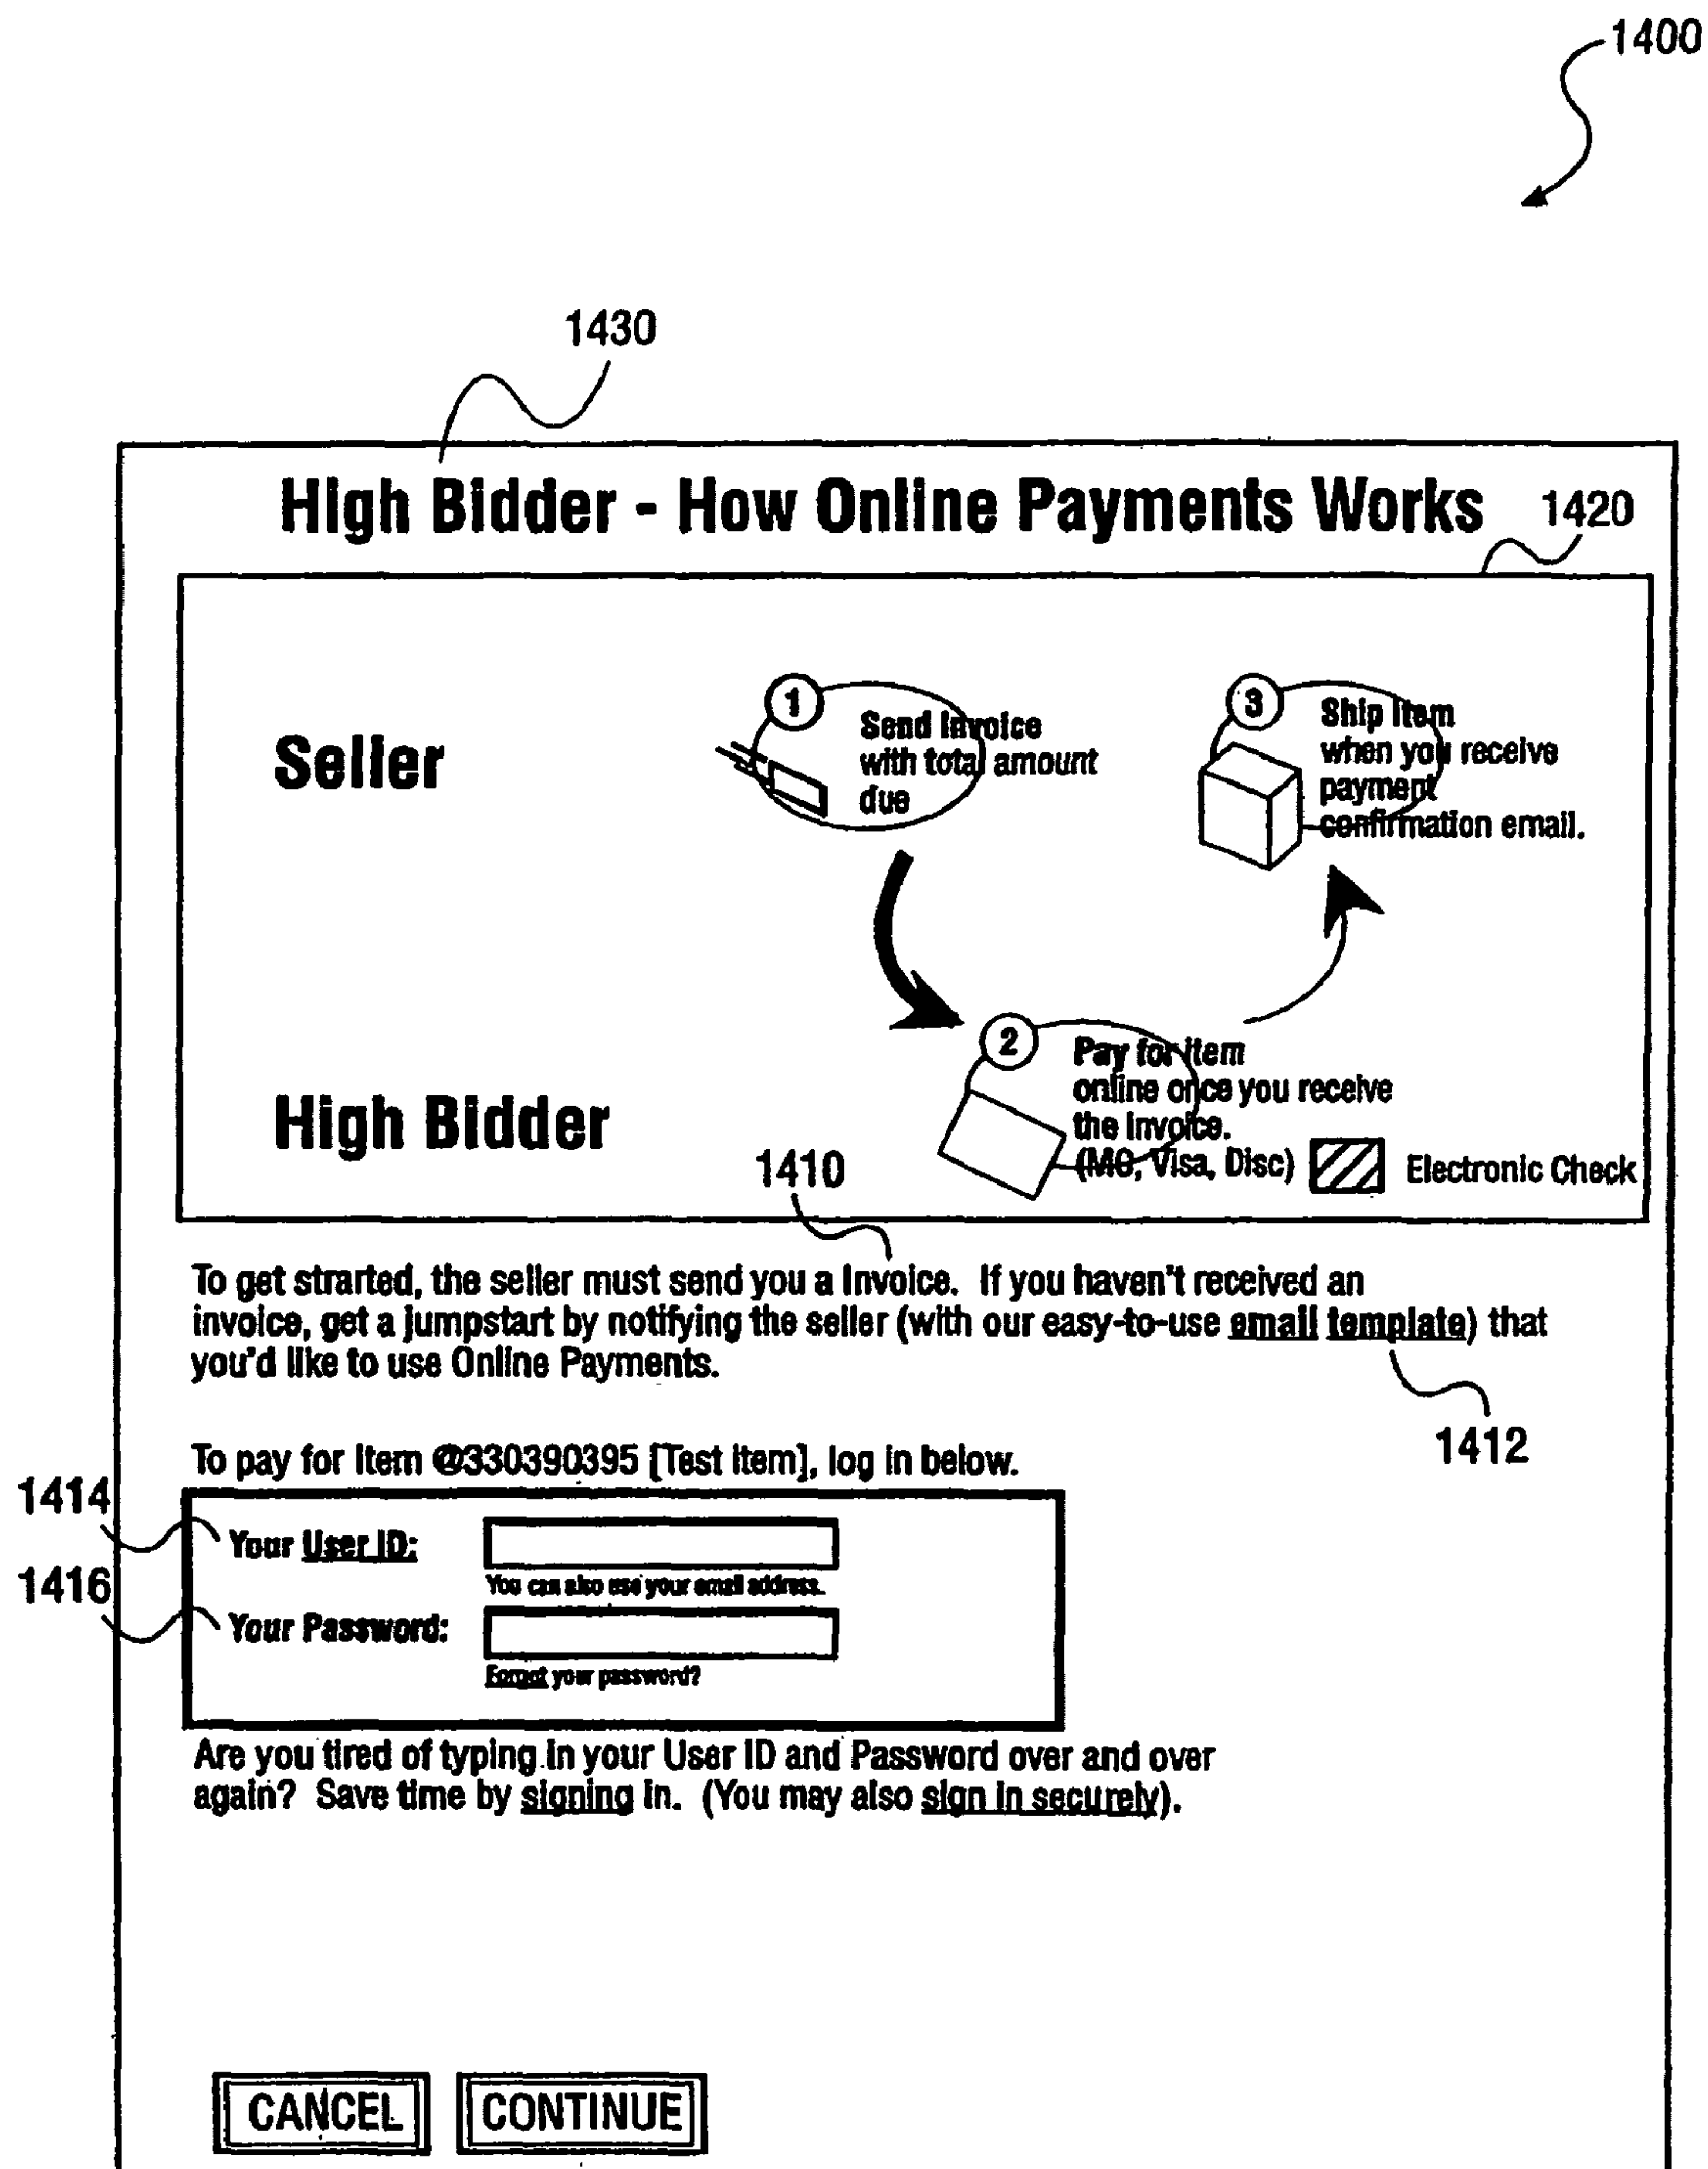 1400
1430
High Bidder - How Online Payments Works
1420
Seller
1
Send Invoice
with total amount
due
3
Ship Item
when you receive
payment
confirmation email.
High Bidder
2
Pay for Item
online once you receive
the Invoice.
(MC, Visa, Disc) Electronic Check
1410
To get strarted, the seller must send you a Invoice. If you haven't received an
invoice, get a jumpstart by notifying the seller (with our easy-to-use email template) that
you'd like to use Online Payments.
1412
To pay for Item @330390395 [Test Item], log in below.
1414
Your User ID:
You can also use your email address.
1416
Your Password:
Forgot your password?
Are you tired of typing in your User ID and Password over and over
again? Save time by signing in. (You may also sign in securely).
CANCEL CONTINUE